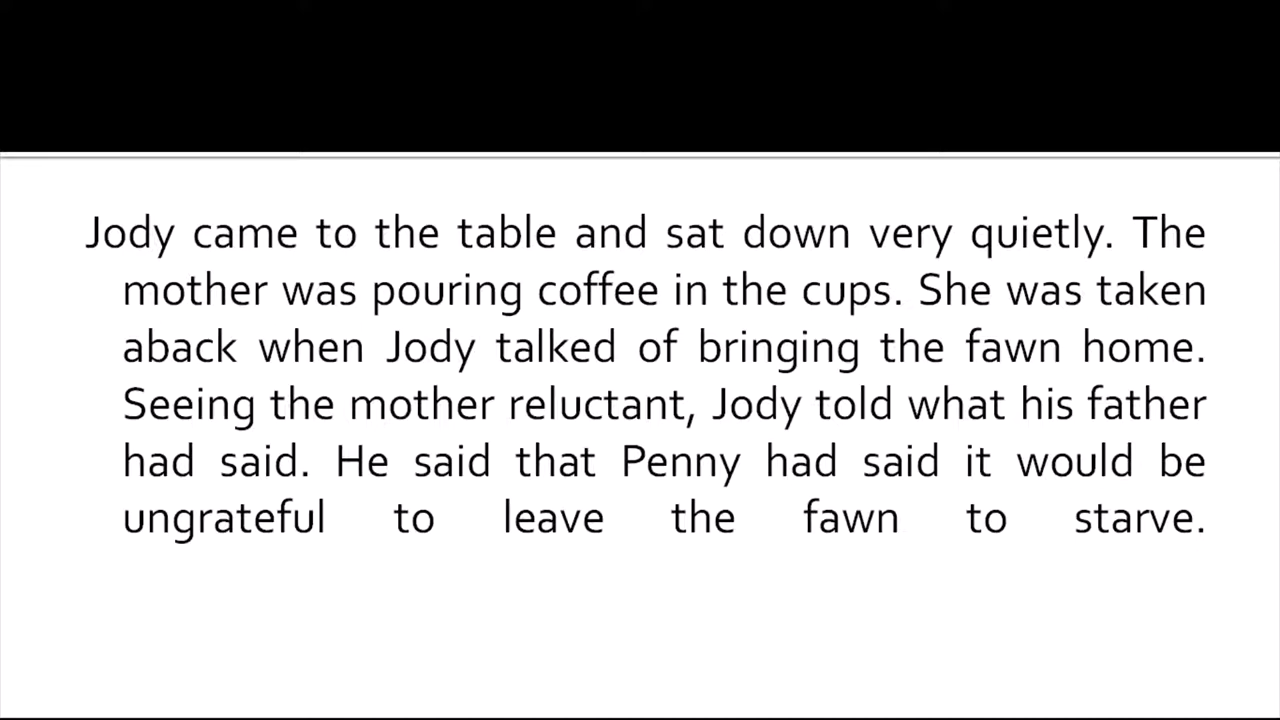 Jody came to the table and sat down very quietly. The
mother was pouring coffee in the cups. She was taken
aback when Jody talked of bringing the fawn home.
Seeing the mother reluctant, Jody told what his father
had said. He said that Penny had said it would be
ungrateful to leave the fawn to starve.